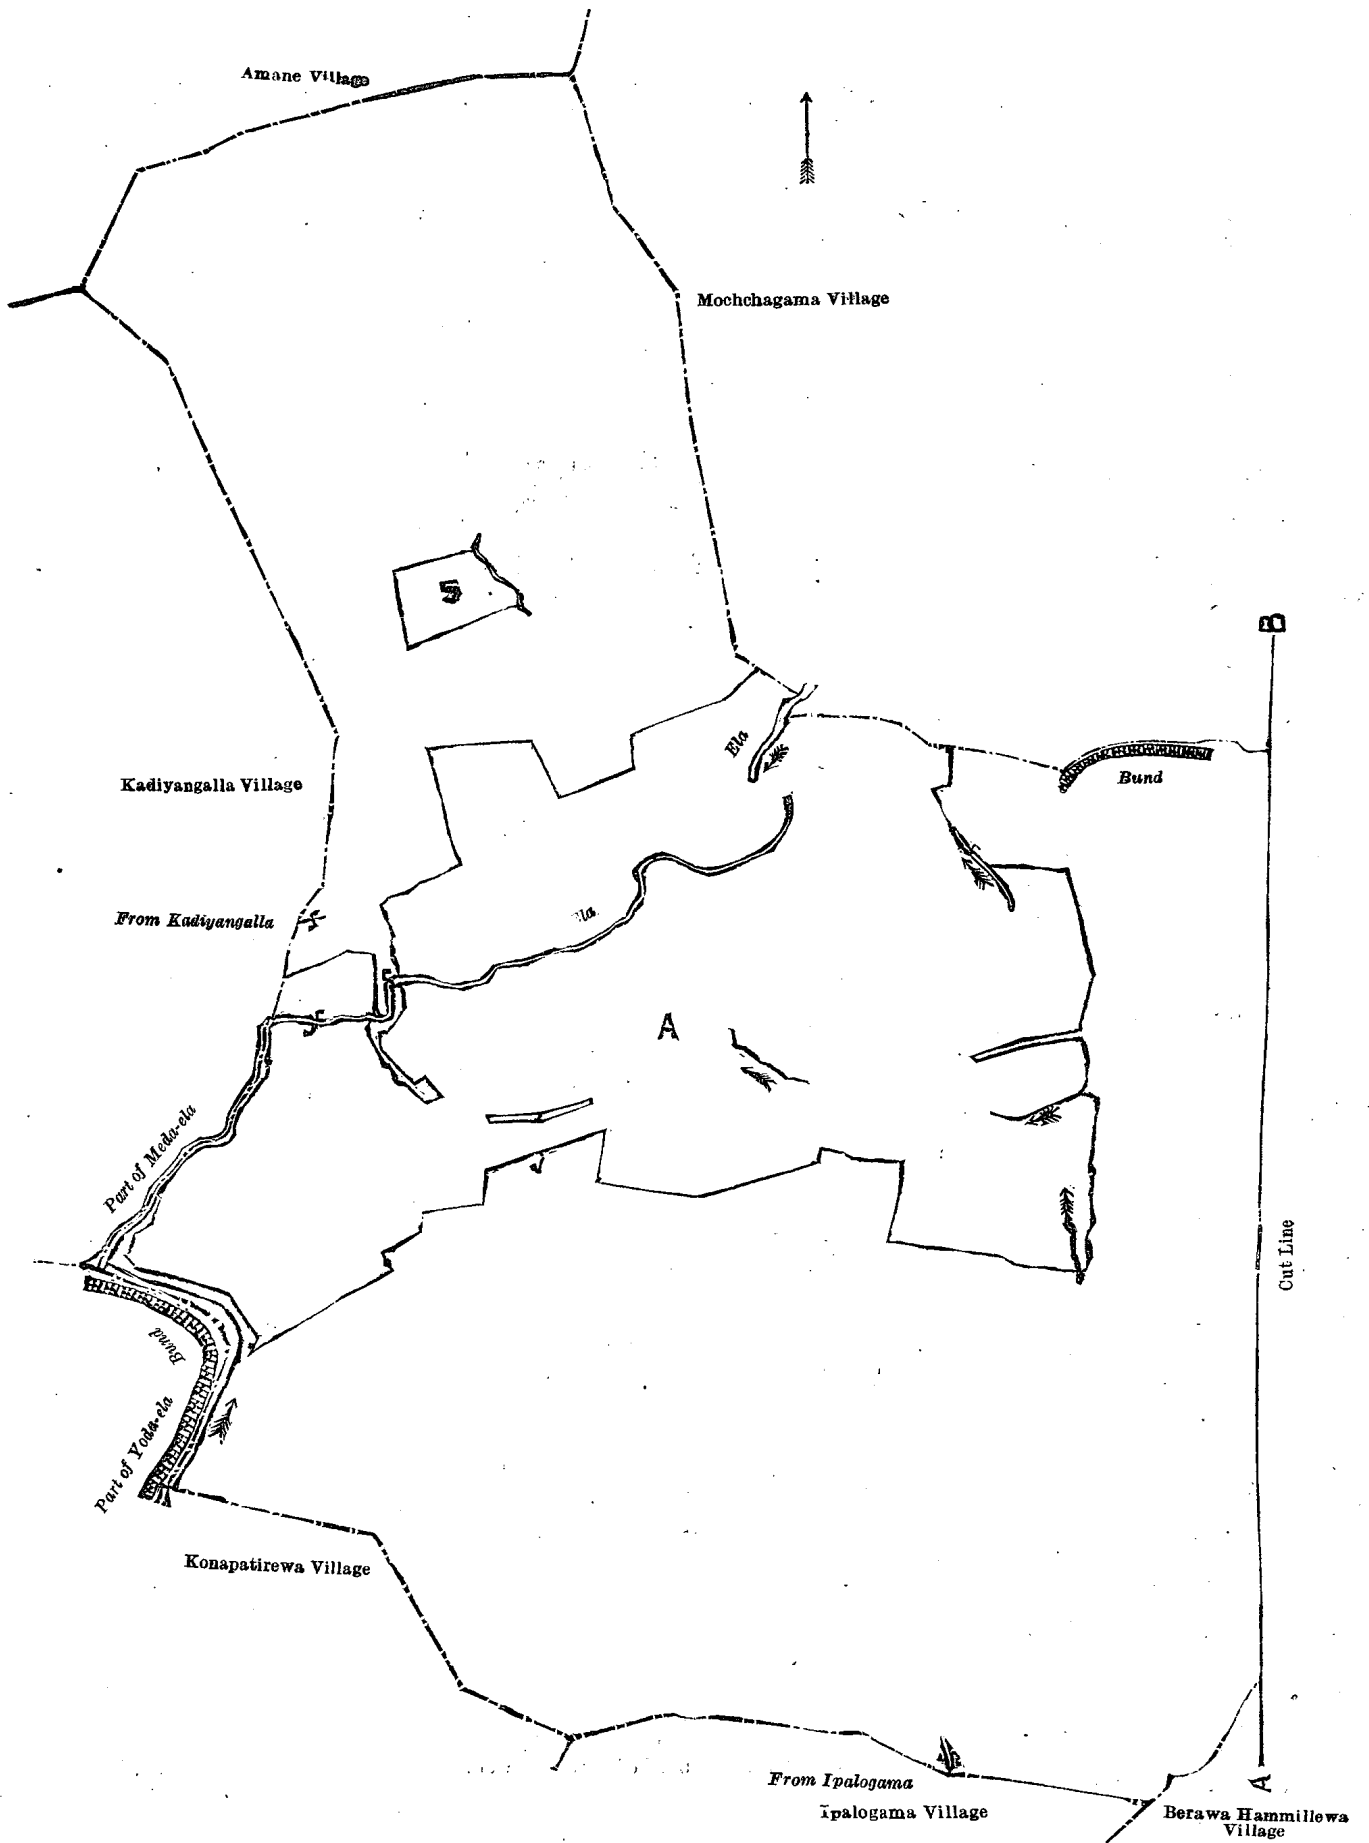 Amane Village
Mochchagama Village
5
B
Ela
Kadiyangalla Village
Bund
From Kadiyangalla
Ela
A
Part of Meda-ela
Cut Line
Bund
Part of Yoda-ela
Konapatirewa Village
From Ipalogama
A
Ipalogama Village
Berawa Hammillewa
Village